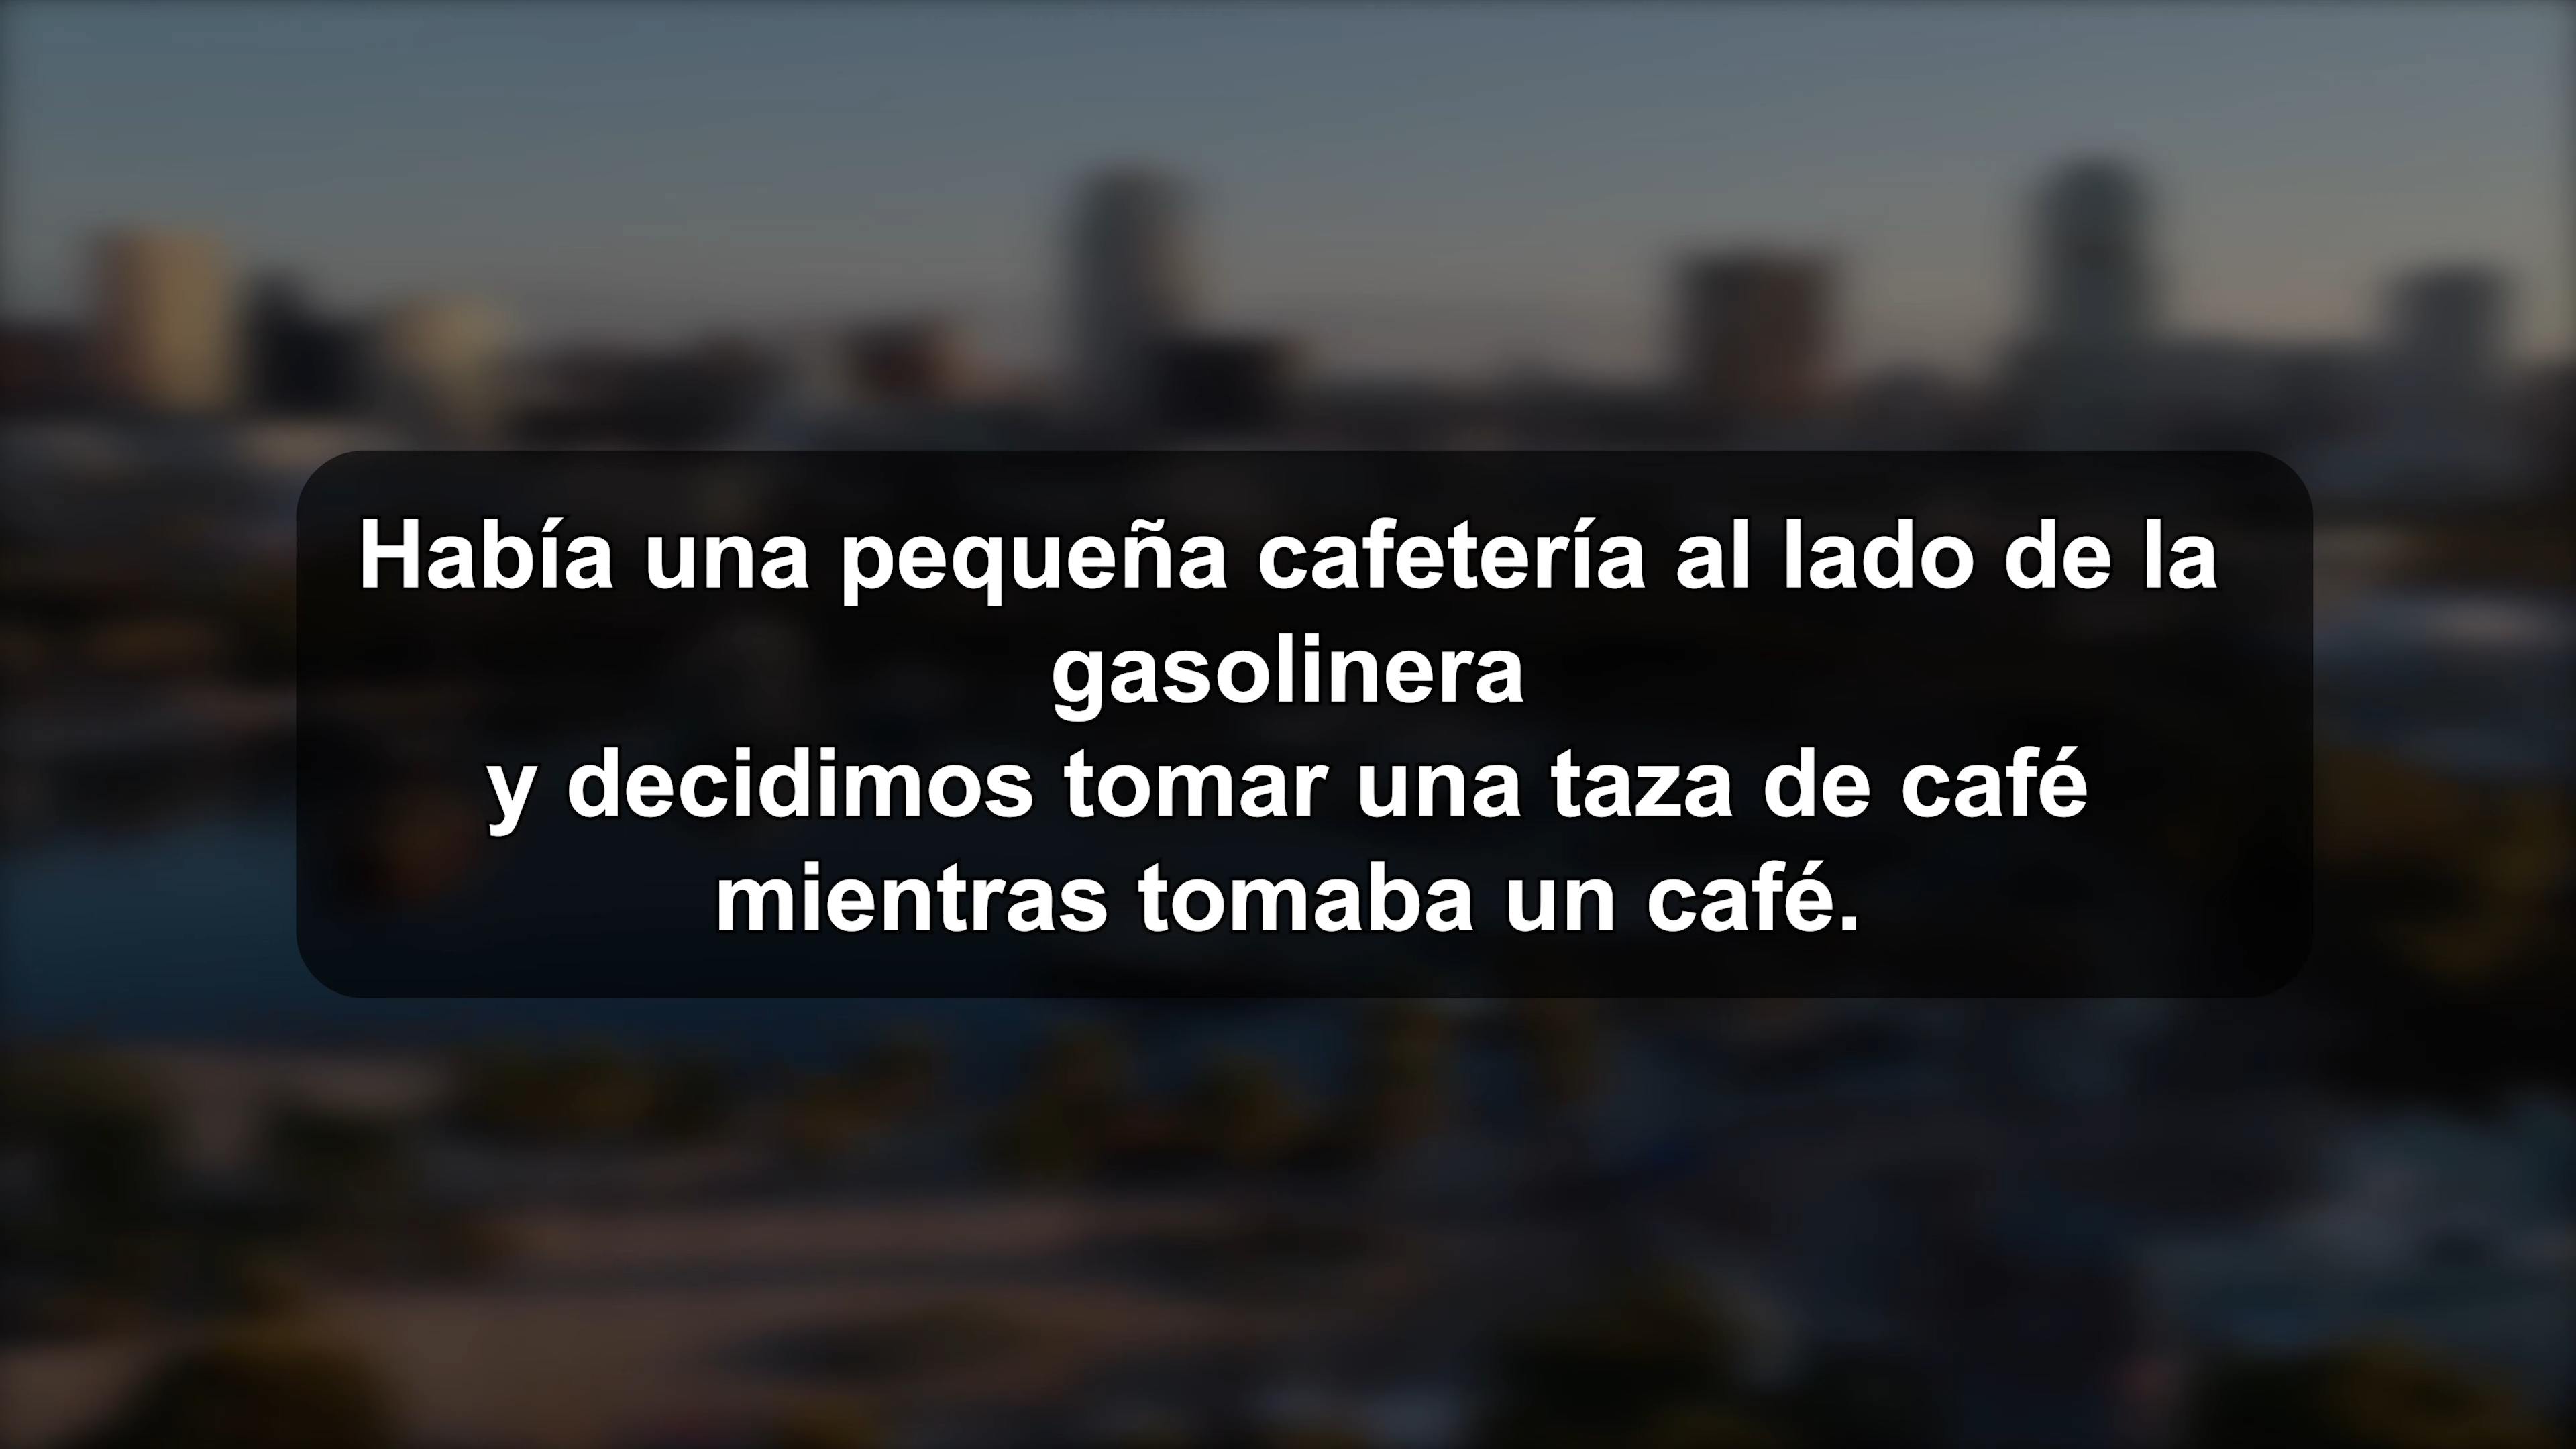 Había una pequeña cafetería al lado de la
gasolinera
y decidimos tomar una taza de café
mientras tomaba un café.